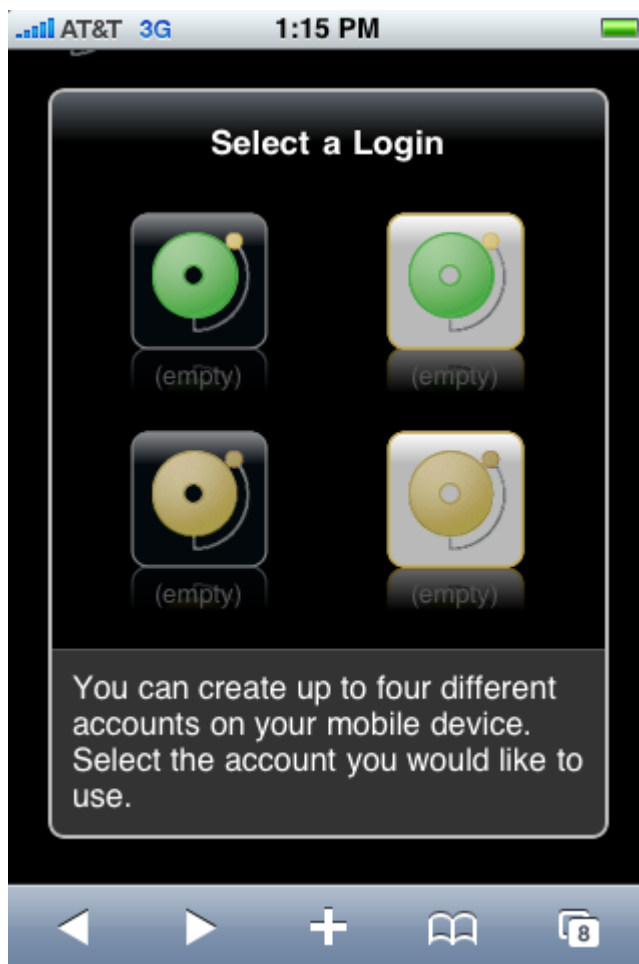 AT&T 3G 1:15 PM
Select a Login
(empty) (empty)
(empty) (empty)
You can create up to four different
accounts on your mobile device.
Select the account you would like to
use.
8